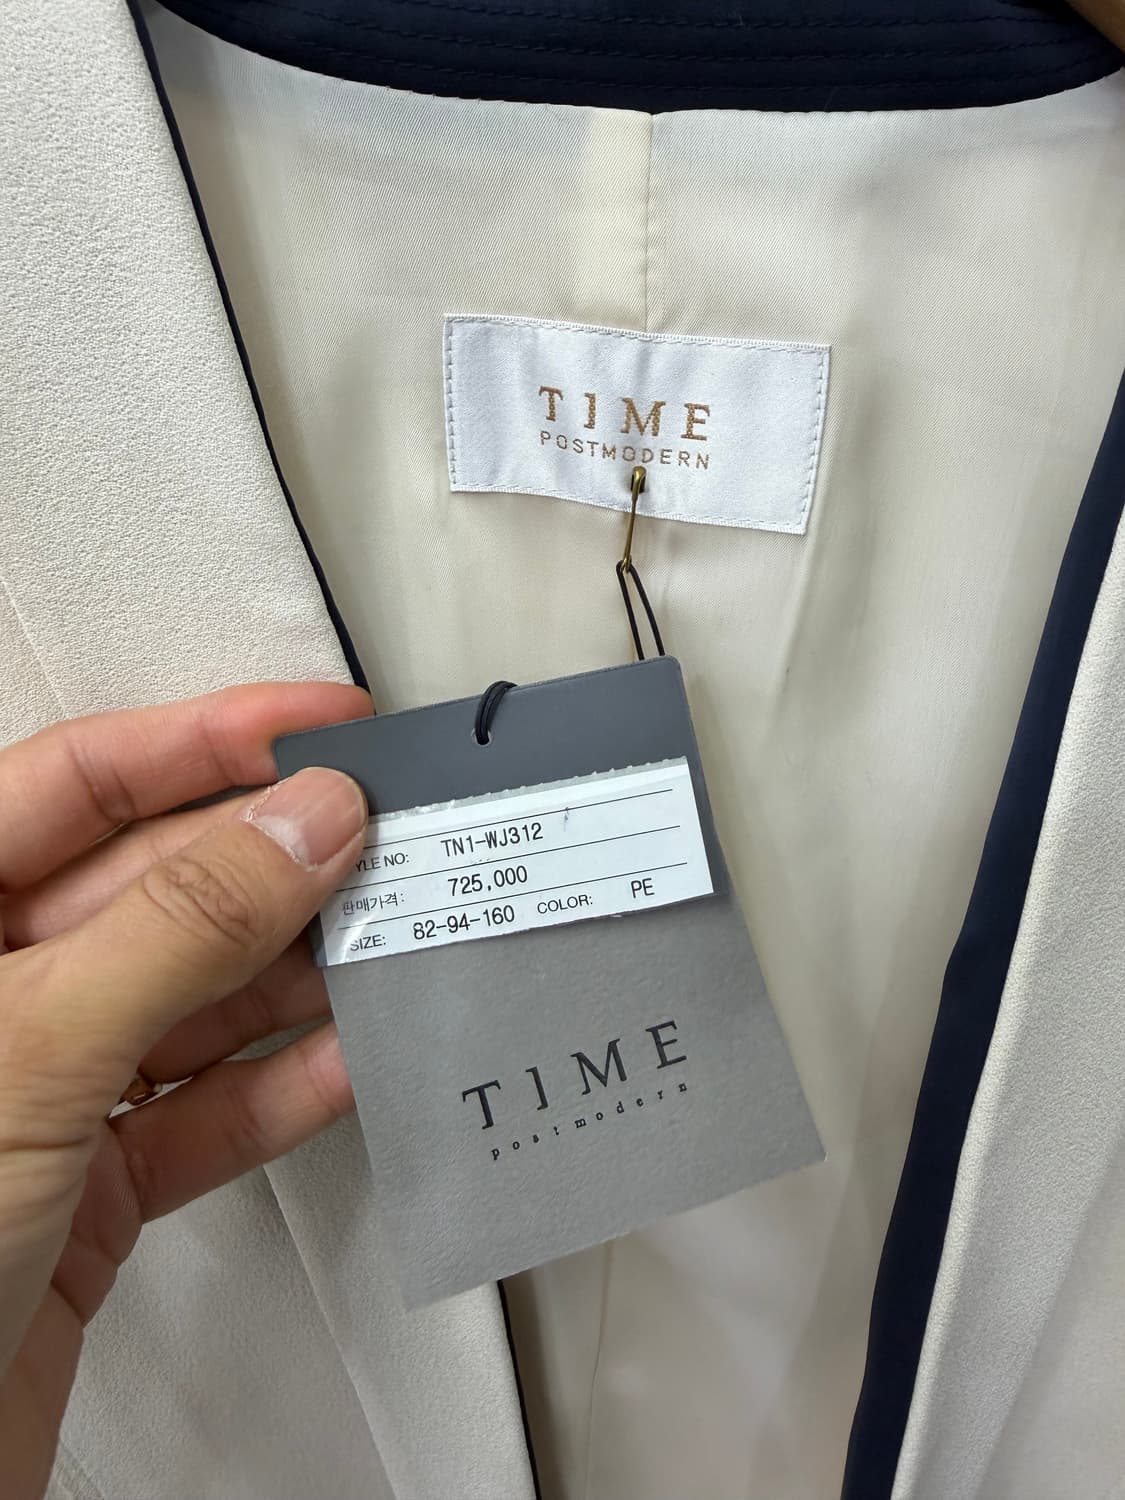 TIME
POSTMODERN
YLE NO: TN1-WJ312
판매가격: 725,000
SIZE: 82-94-160 COLOR: PE
TIME
postmodern